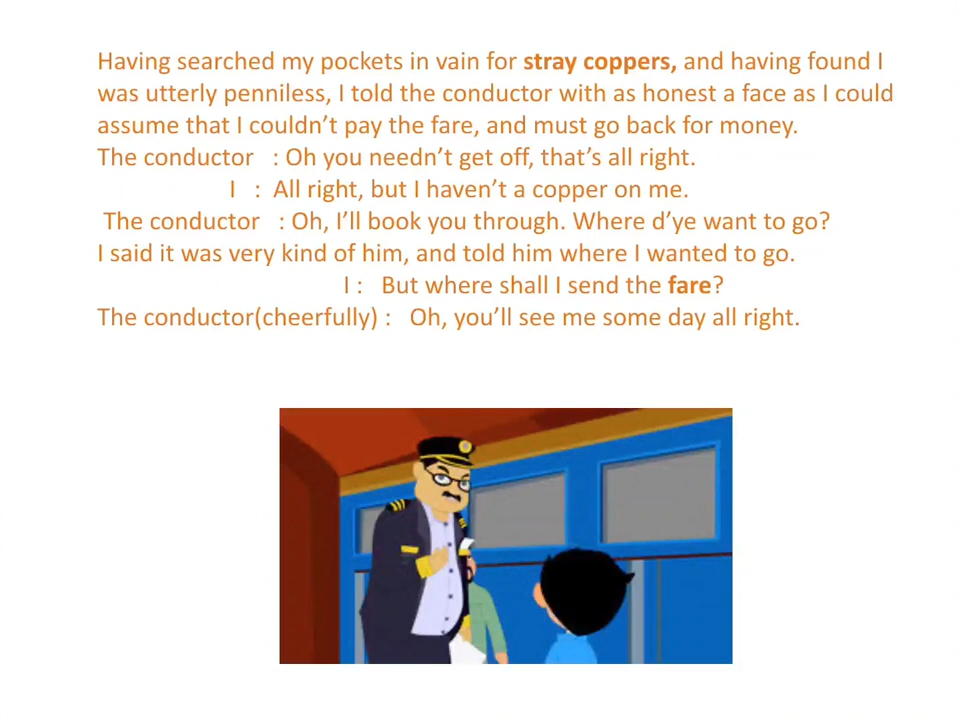 Having searched my pockets in vain for stray coppers, and having found I
was utterly penniless, I told the conductor with as honest a face as I could
assume that I couldn’t pay the fare, and must go back for money.
The conductor : Oh you needn’t get off, that’s all right.
I : All right, but I haven’t a copper on me.
The conductor : Oh, I’ll book you through. Where d’ye want to go?
I said it was very kind of him, and told him where I wanted to go.
I : But where shall I send the fare?
The conductor(cheerfully) : Oh, you’ll see me some day all right.